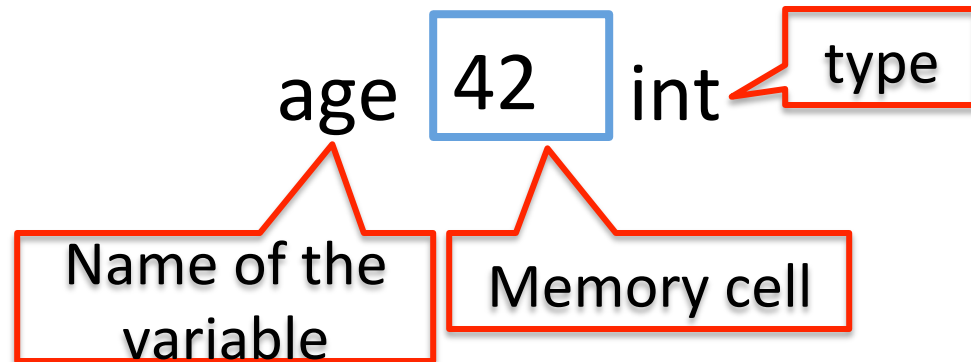 age 42 int
type
Name of the
variable
Memory cell